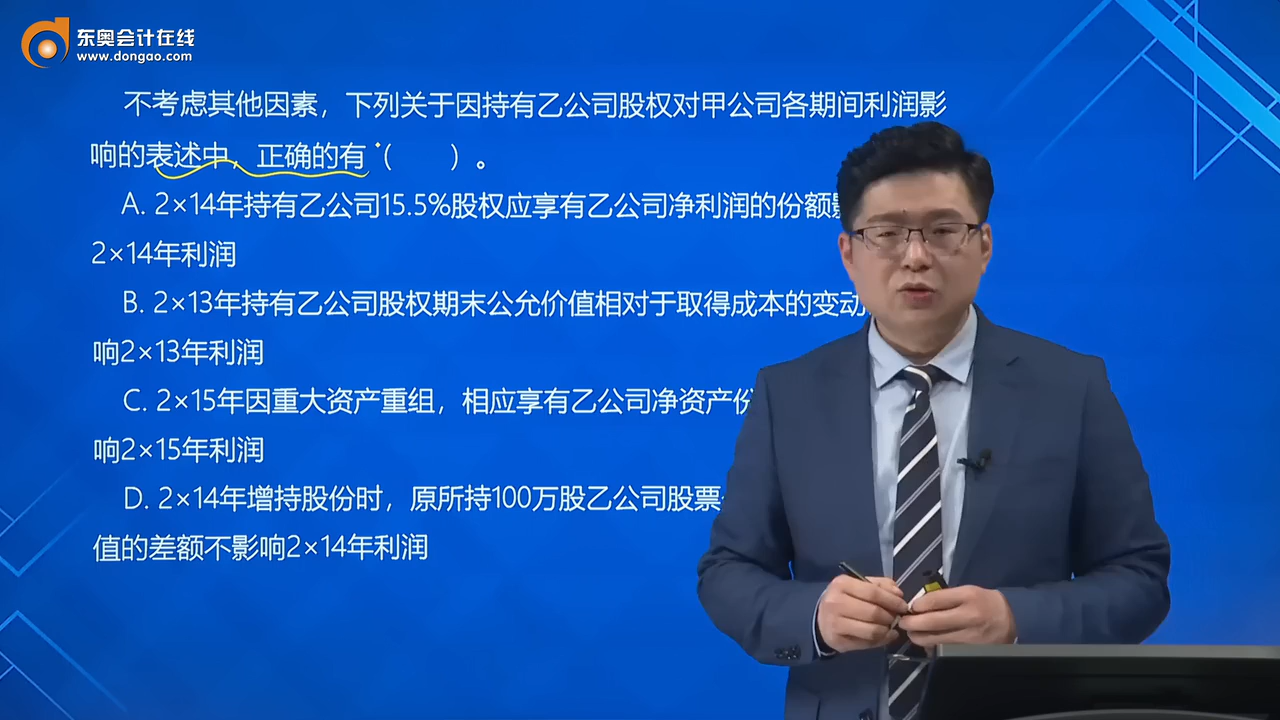 东奥会计在线
www.dongao.com
不考虑其他因素，下列关于因持有乙公司股权对甲公司各期间利润影
响的表述中，正确的有（　　）。
A. 2×14年持有乙公司15.5%股权应享有乙公司净利润的份额
2×14年利润
B. 2×13年持有乙公司股权期末公允价值相对于取得成本的变动
响2×13年利润
C. 2×15年因重大资产重组，相应享有乙公司净资产份
响2×15年利润
D. 2×14年增持股份时，原所持100万股乙公司股票
值的差额不影响2×14年利润